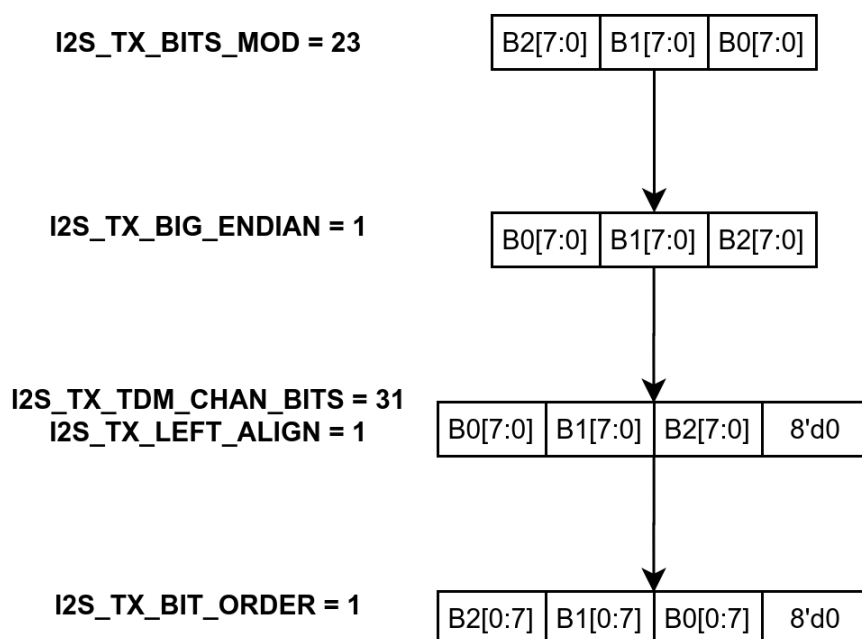 I2S_TX_BITS_MOD = 23
B2[7:0] B1[7:0] B0[7:0]
I2S_TX_BIG_ENDIAN = 1
B0[7:0] B1[7:0] B2[7:0]
I2S_TX_TDM_CHAN_BITS = 31
I2S_TX_LEFT_ALIGN = 1
B0[7:0] B1[7:0] B2[7:0] 8'd0
I2S_TX_BIT_ORDER = 1
B2[0:7] B1[0:7] B0[0:7] 8'd0